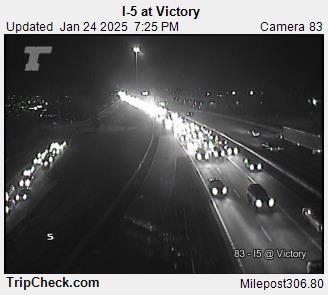 I-5 at Victory
Updated Jan 24 2025 7:25 PM Camera 83
T
S
83 - I5 @ Victory
TripCheck.com Milepost306.80